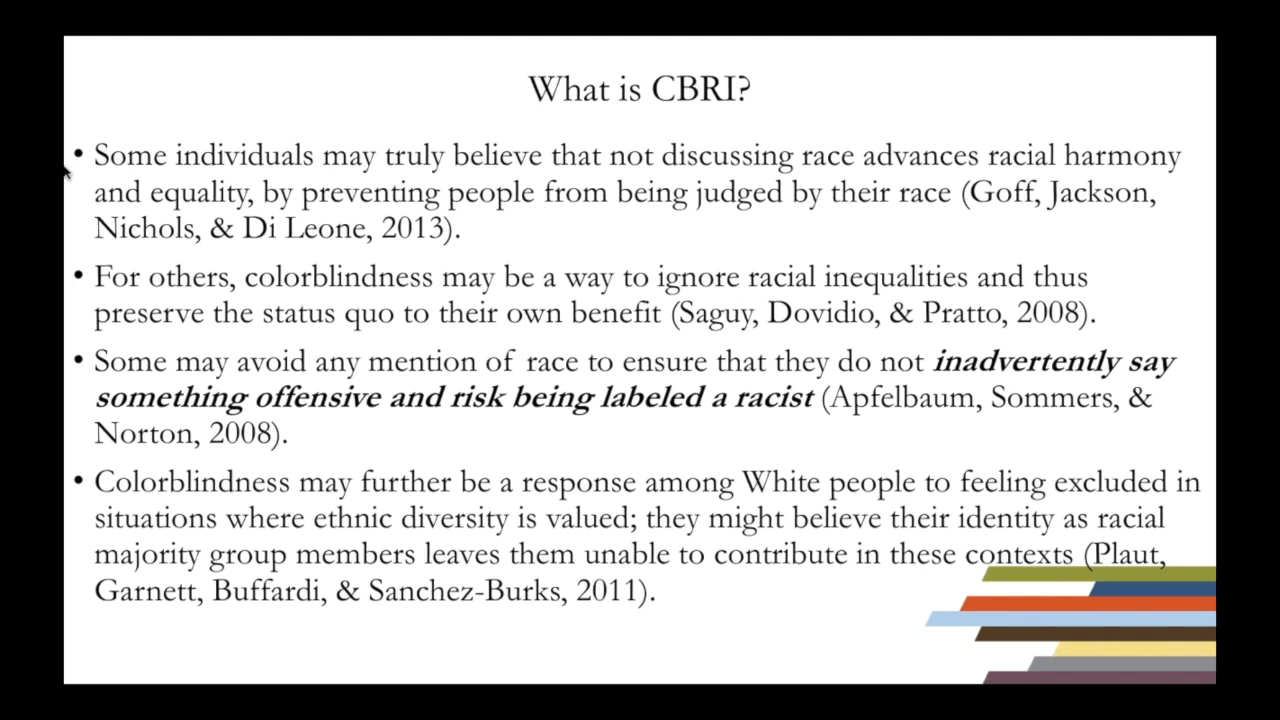 What is CBRI?
• Some individuals may truly believe that not discussing race advances racial harmony
and equality, by preventing people from being judged by their race (Goff, Jackson,
Nichols, & Di Leone, 2013).
• For others, colorblindness may be a way to ignore racial inequalities and thus
preserve the status quo to their own benefit (Saguy, Dovidio, & Pratto, 2008).
• Some may avoid any mention of race to ensure that they do not inadvertently say
something offensive and risk being labeled a racist (Apfelbaum, Sommers, &
Norton, 2008).
• Colorblindness may further be a response among White people to feeling excluded in
situations where ethnic diversity is valued; they might believe their identity as racial
majority group members leaves them unable to contribute in these contexts (Plaut,
Garnett, Buffardi, & Sanchez-Burks, 2011).